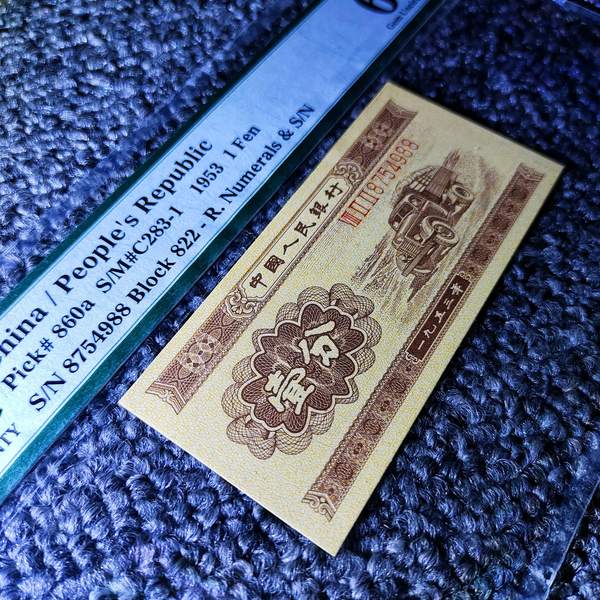 China / People's Republic
Pick# 860a S/M#C283-1 1953 1 Fen
S/N 8754988 Block 822 - R. Numerals & S/N
中國人民銀行
ⅧⅡⅡ 8754988
壹分
一九五三年